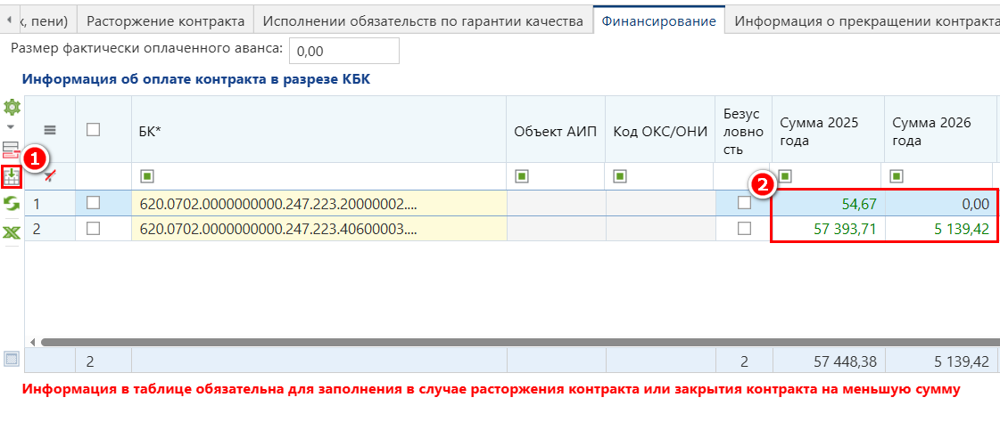 к, пени) Расторжение контракта Исполнении обязательств по гарантии качества Финансирование Информация о прекращении контракта
Размер фактически оплаченного аванса: 0,00
Информация об оплате контракта в разрезе КБК
БК* Объект АИП Код ОКС/ОНИ Безус
ловно
сть Сумма 2025
года Сумма 2026
года
1
2
1 620.0702.0000000000.247.223.20000002.... 54,67 0,00
2 620.0702.0000000000.247.223.40600003.... 57 393,71 5 139,42
2 2 57 448,38 5 139,42
Информация в таблице обязательна для заполнения в случае расторжения контракта или закрытия контракта на меньшую сумму